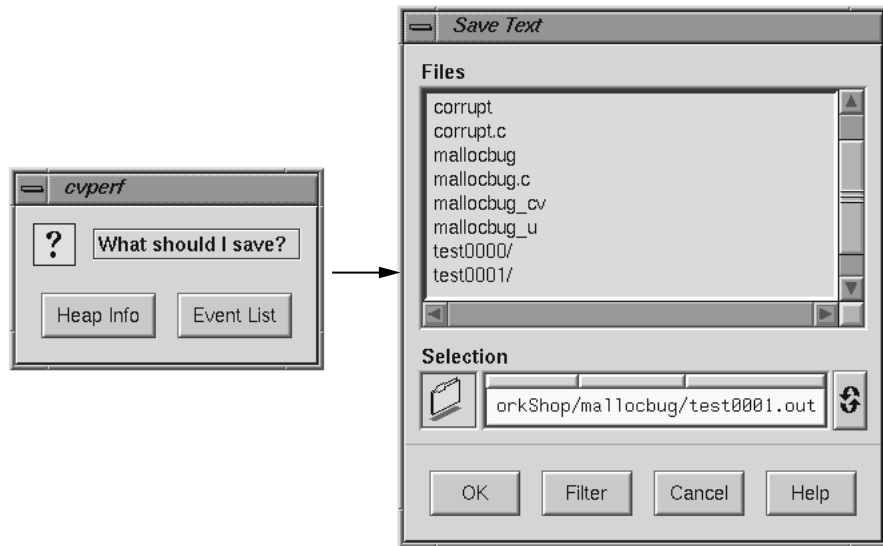 cvperf
?
What should I save?
Heap Info
Event List
Save Text
Files
corrupt
corrupt.c
mallocbug
mallocbug.c
mallocbug_cv
mallocbug_u
test0000/
test0001/
Selection
orkShop/mallocbug/test0001.out
OK
Filter
Cancel
Help